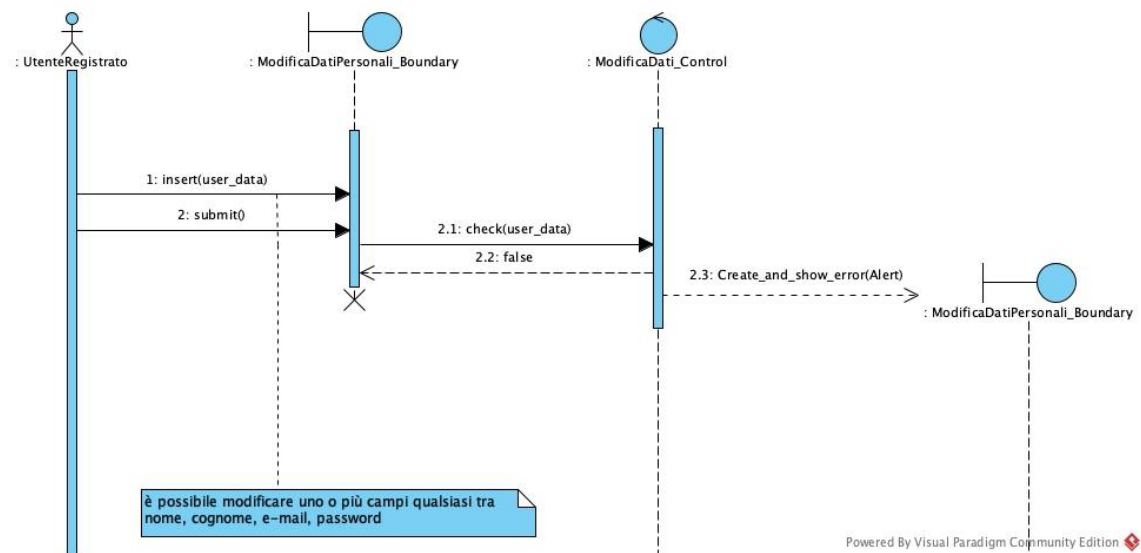 : UtenteRegistrato
: ModificaDatiPersonali_Boundary
: ModificaDati_Control
1: insert(user_data)
2: submit()
2.1: check(user_data)
2.2: false
2.3: Create_and_show_error(Alert)
: ModificaDatiPersonali_Boundary
è possibile modificare uno o più campi qualsiasi tra
nome, cognome, e-mail, password
Powered By Visual Paradigm Community Edition